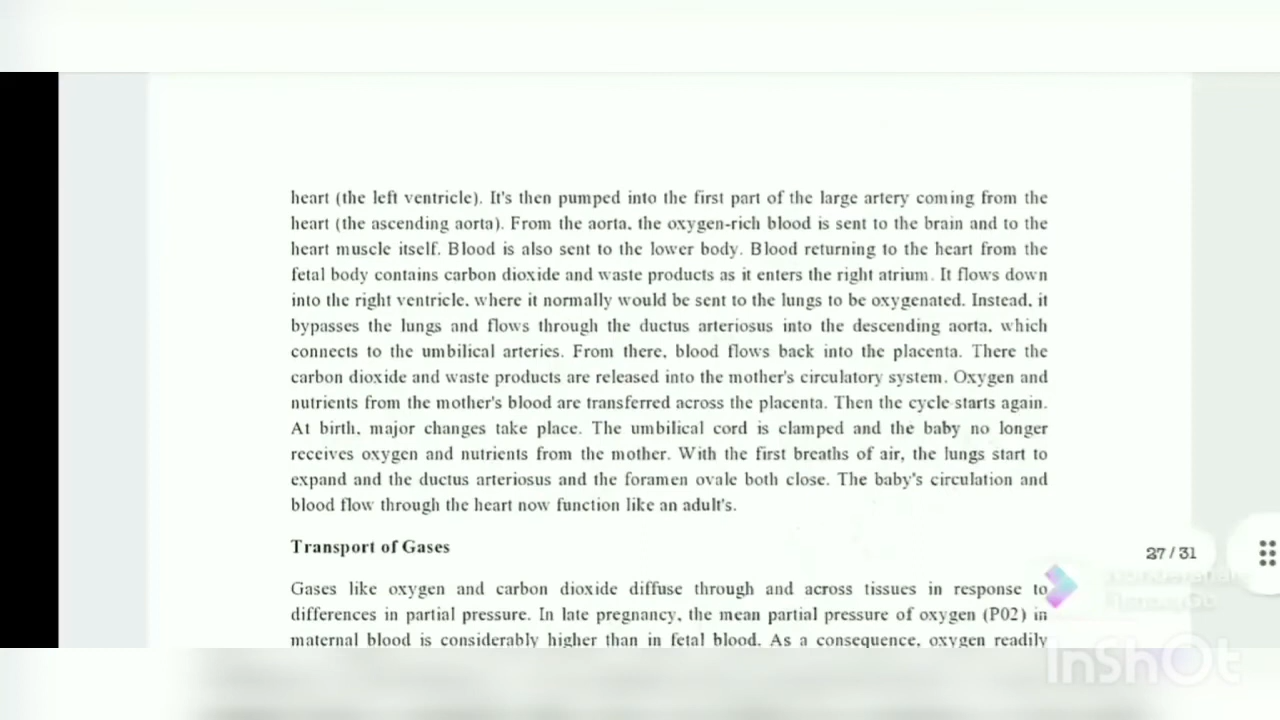 heart (the left ventricle). It's then pumped into the first part of the large artery coming from the
heart (the ascending aorta). From the aorta, the oxygen-rich blood is sent to the brain and to the
heart muscle itself. Blood is also sent to the lower body. Blood returning to the heart from the
fetal body contains carbon dioxide and waste products as it enters the right atrium. It flows down
into the right ventricle, where it normally would be sent to the lungs to be oxygenated. Instead, it
bypasses the lungs and flows through the ductus arteriosus into the descending aorta, which
connects to the umbilical arteries. From there, blood flows back into the placenta. There the
carbon dioxide and waste products are released into the mother's circulatory system. Oxygen and
nutrients from the mother's blood are transferred across the placenta. Then the cycle starts again.
At birth, major changes take place. The umbilical cord is clamped and the baby no longer
receives oxygen and nutrients from the mother. With the first breaths of air, the lungs start to
expand and the ductus arteriosus and the foramen ovale both close. The baby's circulation and
blood flow through the heart now function like an adult's.
Transport of Gases
27 / 31
Gases like oxygen and carbon dioxide diffuse through and across tissues in response to
differences in partial pressure. In late pregnancy, the mean partial pressure of oxygen (P02) in
maternal blood is considerably higher than in fetal blood. As a consequence, oxygen readily
InShOt